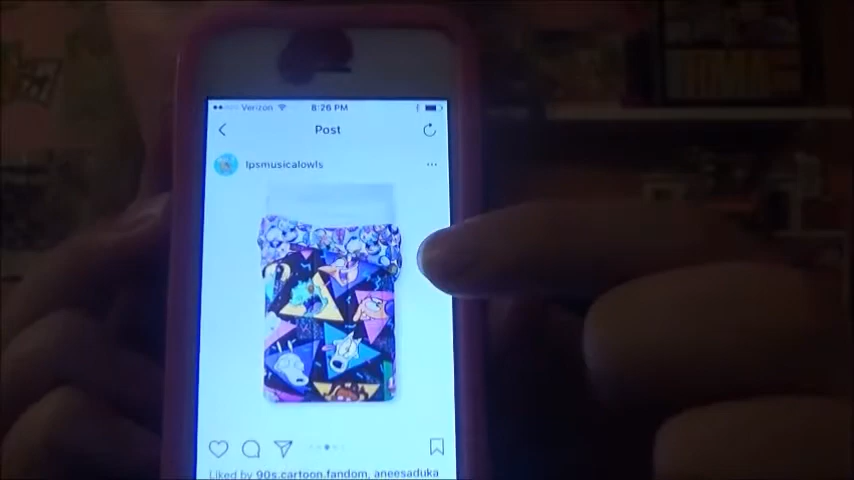 Verizon 8:26 PM
Post
lpsmusicalowls
Liked by 90s.cartoon.fandom, aneesaduka